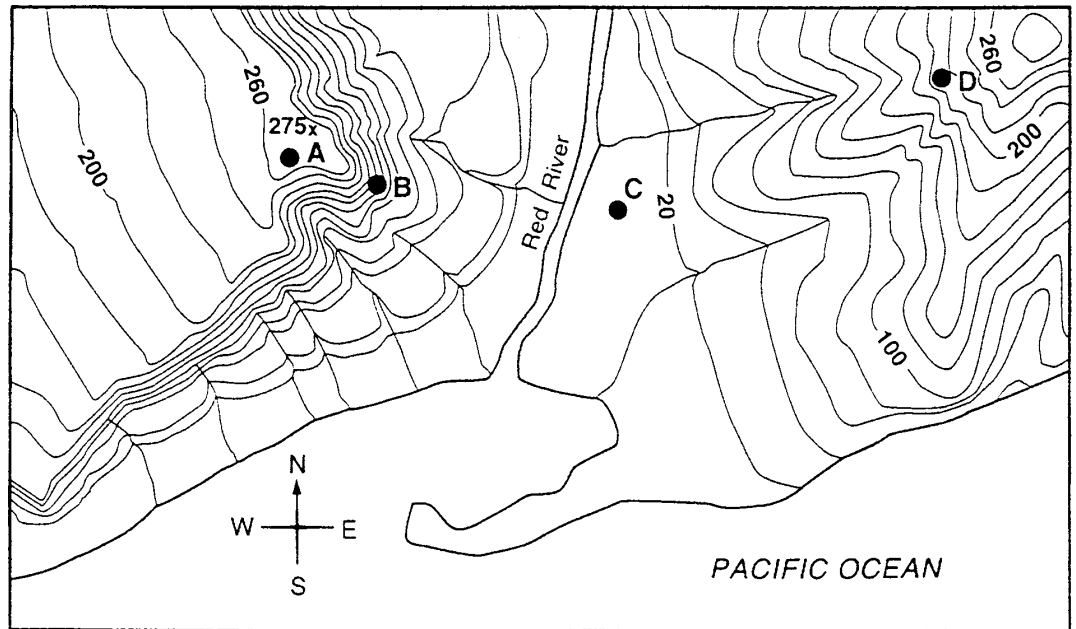 260
275x
A
200
B
Red River
C
20
D
260
200
100
N
W E
S
PACIFIC OCEAN